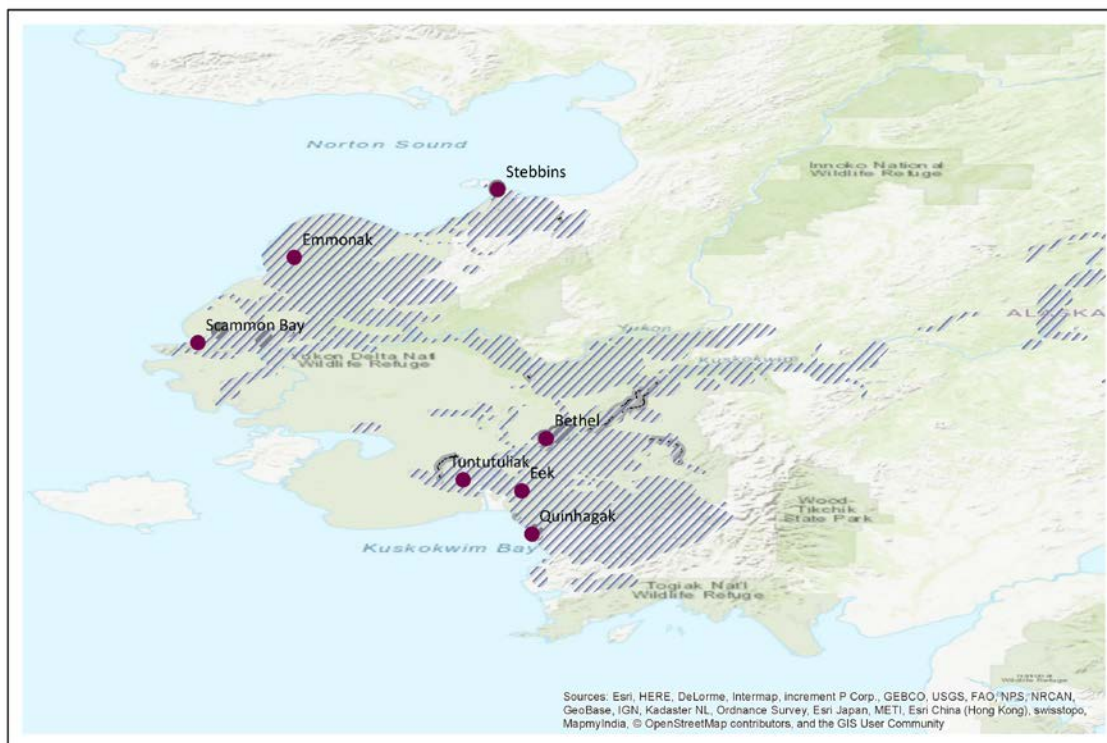 Norton Sound
Stebbins
Innoko National
Wildlife Refuge
Emmonak
Scammon Bay
Yukon
ALASKA
Yukon Delta Natl
Wildlife Refuge
Kuskokwim
Bethel
Tuntutuliak
Eek
Wood-
Tikchik
State Park
Quinhagak
Kuskokwim Bay
Togiak Nat'l
Wildlife Refuge
Wildlife Refuge
Sources: Esri, HERE, DeLorme, Intermap, increment P Corp., GEBCO, USGS, FAO, NPS, NRCAN,
GeoBase, IGN, Kadaster NL, Ordnance Survey, Esri Japan, METI, Esri China (Hong Kong), swisstopo,
MapmyIndia, © OpenStreetMap contributors, and the GIS User Community